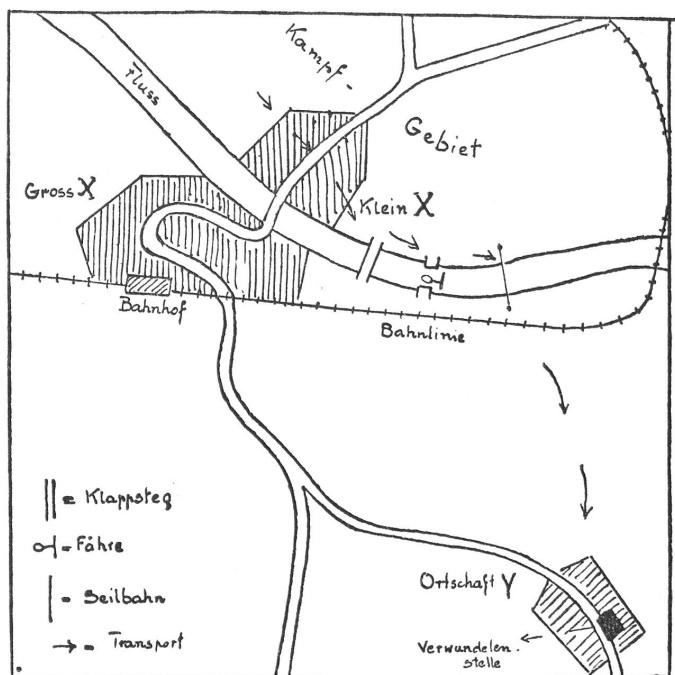 Kampf-
Gebiet
Fluss
Gross X
Klein X
Bahnhof
Bahnlinie
= Klappsteg
= Fähre
= Seilbahn
= Transport
Ortschaft Y
Verwundeten.
stelle